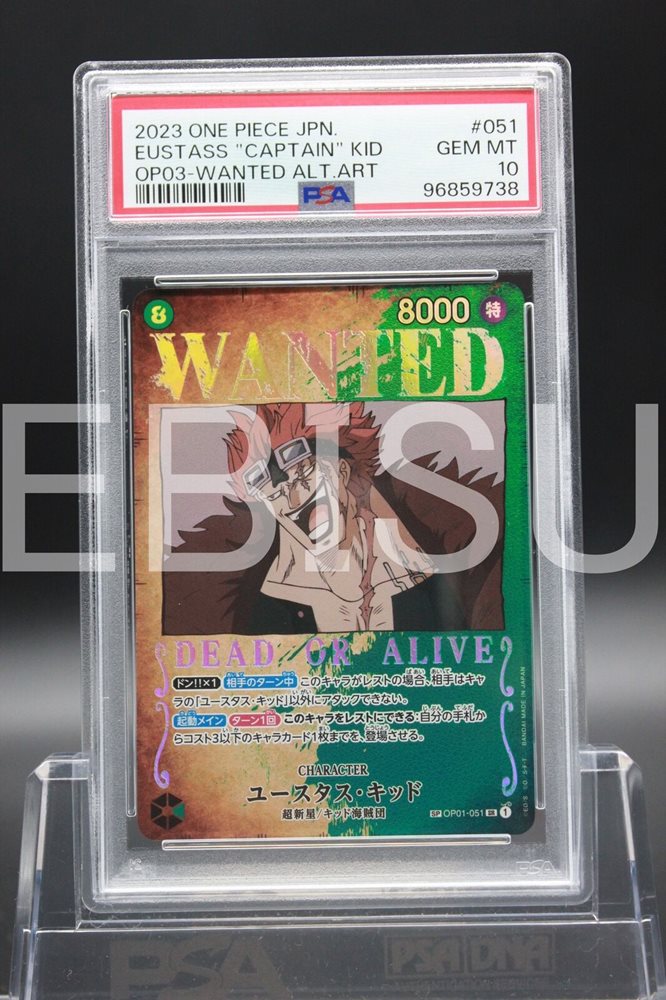 2023 ONE PIECE JPN. #051
EUSTASS "CAPTAIN" KID GEM MT
OP03-WANTED ALT.ART 10
PSA 96859738
8 8000 特
WANTED
EBISU
DEAD OR ALIVE
ドン!!×1 相手のターン中 このキャラがレストの場合、相手はキャ
ラの「ユースタス・キッド」以外にアタックできない。
起動メイン ターン1回 このキャラをレストにできる:自分の手札か
らコスト3以下のキャラカード1枚までを、登場させる。
BANDAI MADE IN JAPAN
CHARACTER
ユースタス・キッド
超新星/キッド海賊団
SP OP01-051 SR 1
PSA
PSA PSA DNA